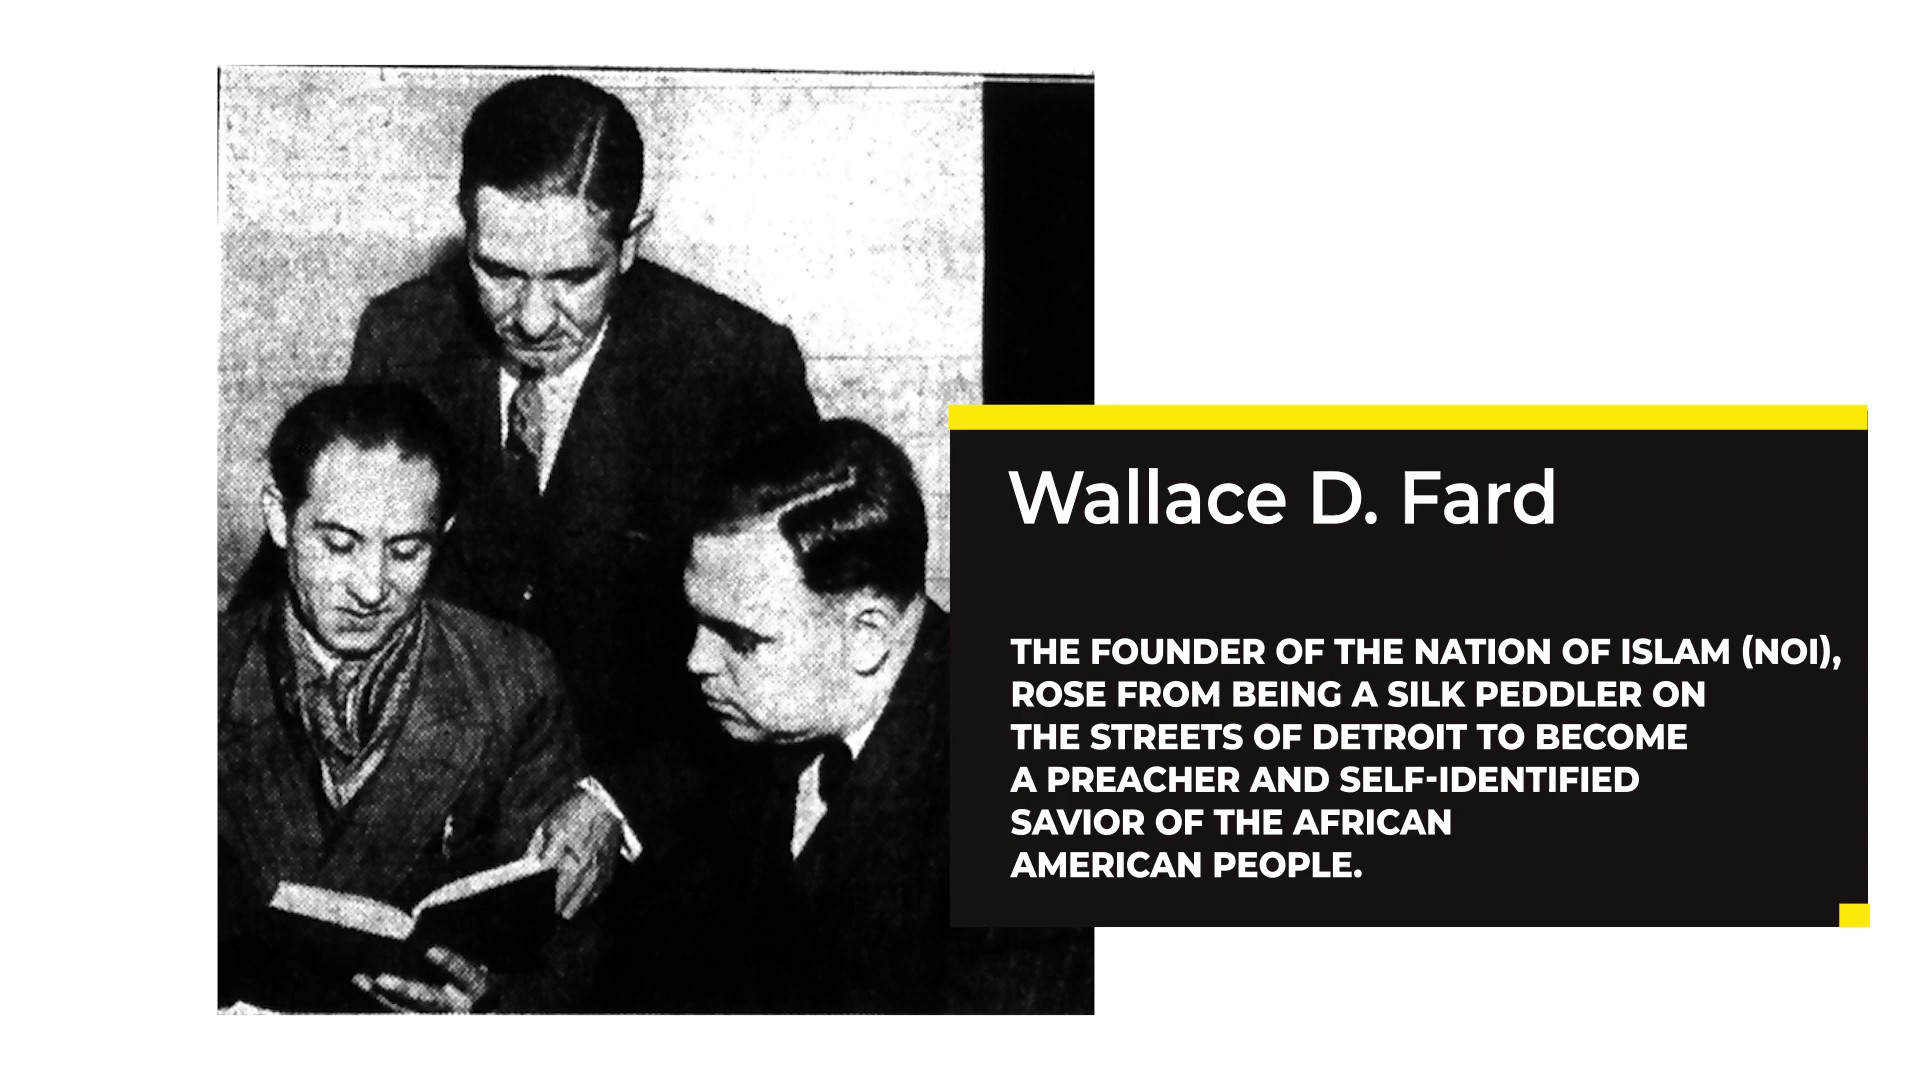 Wallace D. Fard
THE FOUNDER OF THE NATION OF ISLAM (NOI),
ROSE FROM BEING A SILK PEDDLER ON
THE STREETS OF DETROIT TO BECOME
A PREACHER AND SELF-IDENTIFIED
SAVIOR OF THE AFRICAN
AMERICAN PEOPLE.